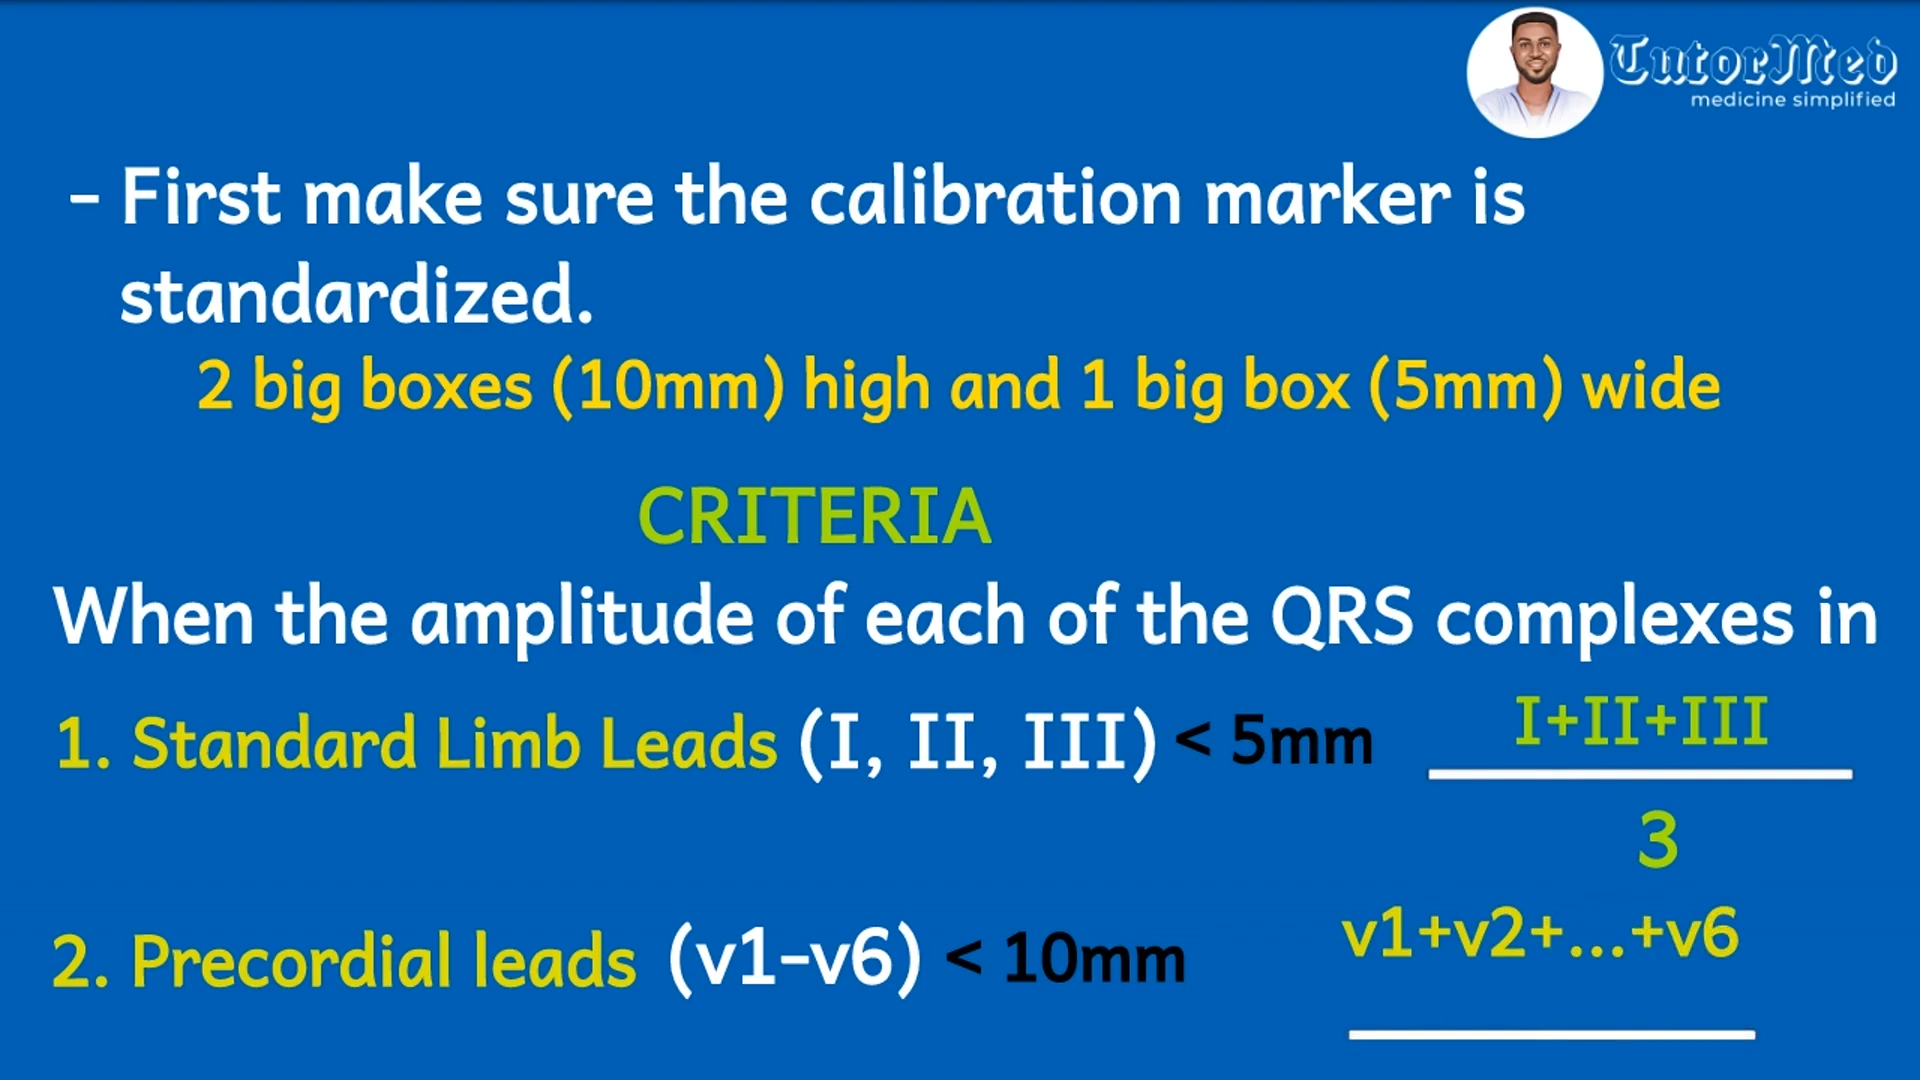 TutorMed
medicine simplified
- First make sure the calibration marker is
standardized.
2 big boxes (10mm) high and 1 big box (5mm) wide
CRITERIA
When the amplitude of each of the QRS complexes in
1. Standard Limb Leads (I, II, III) < 5mm
I+II+III
3
2. Precordial leads (v1-v6) < 10mm
v1+v2+...+v6